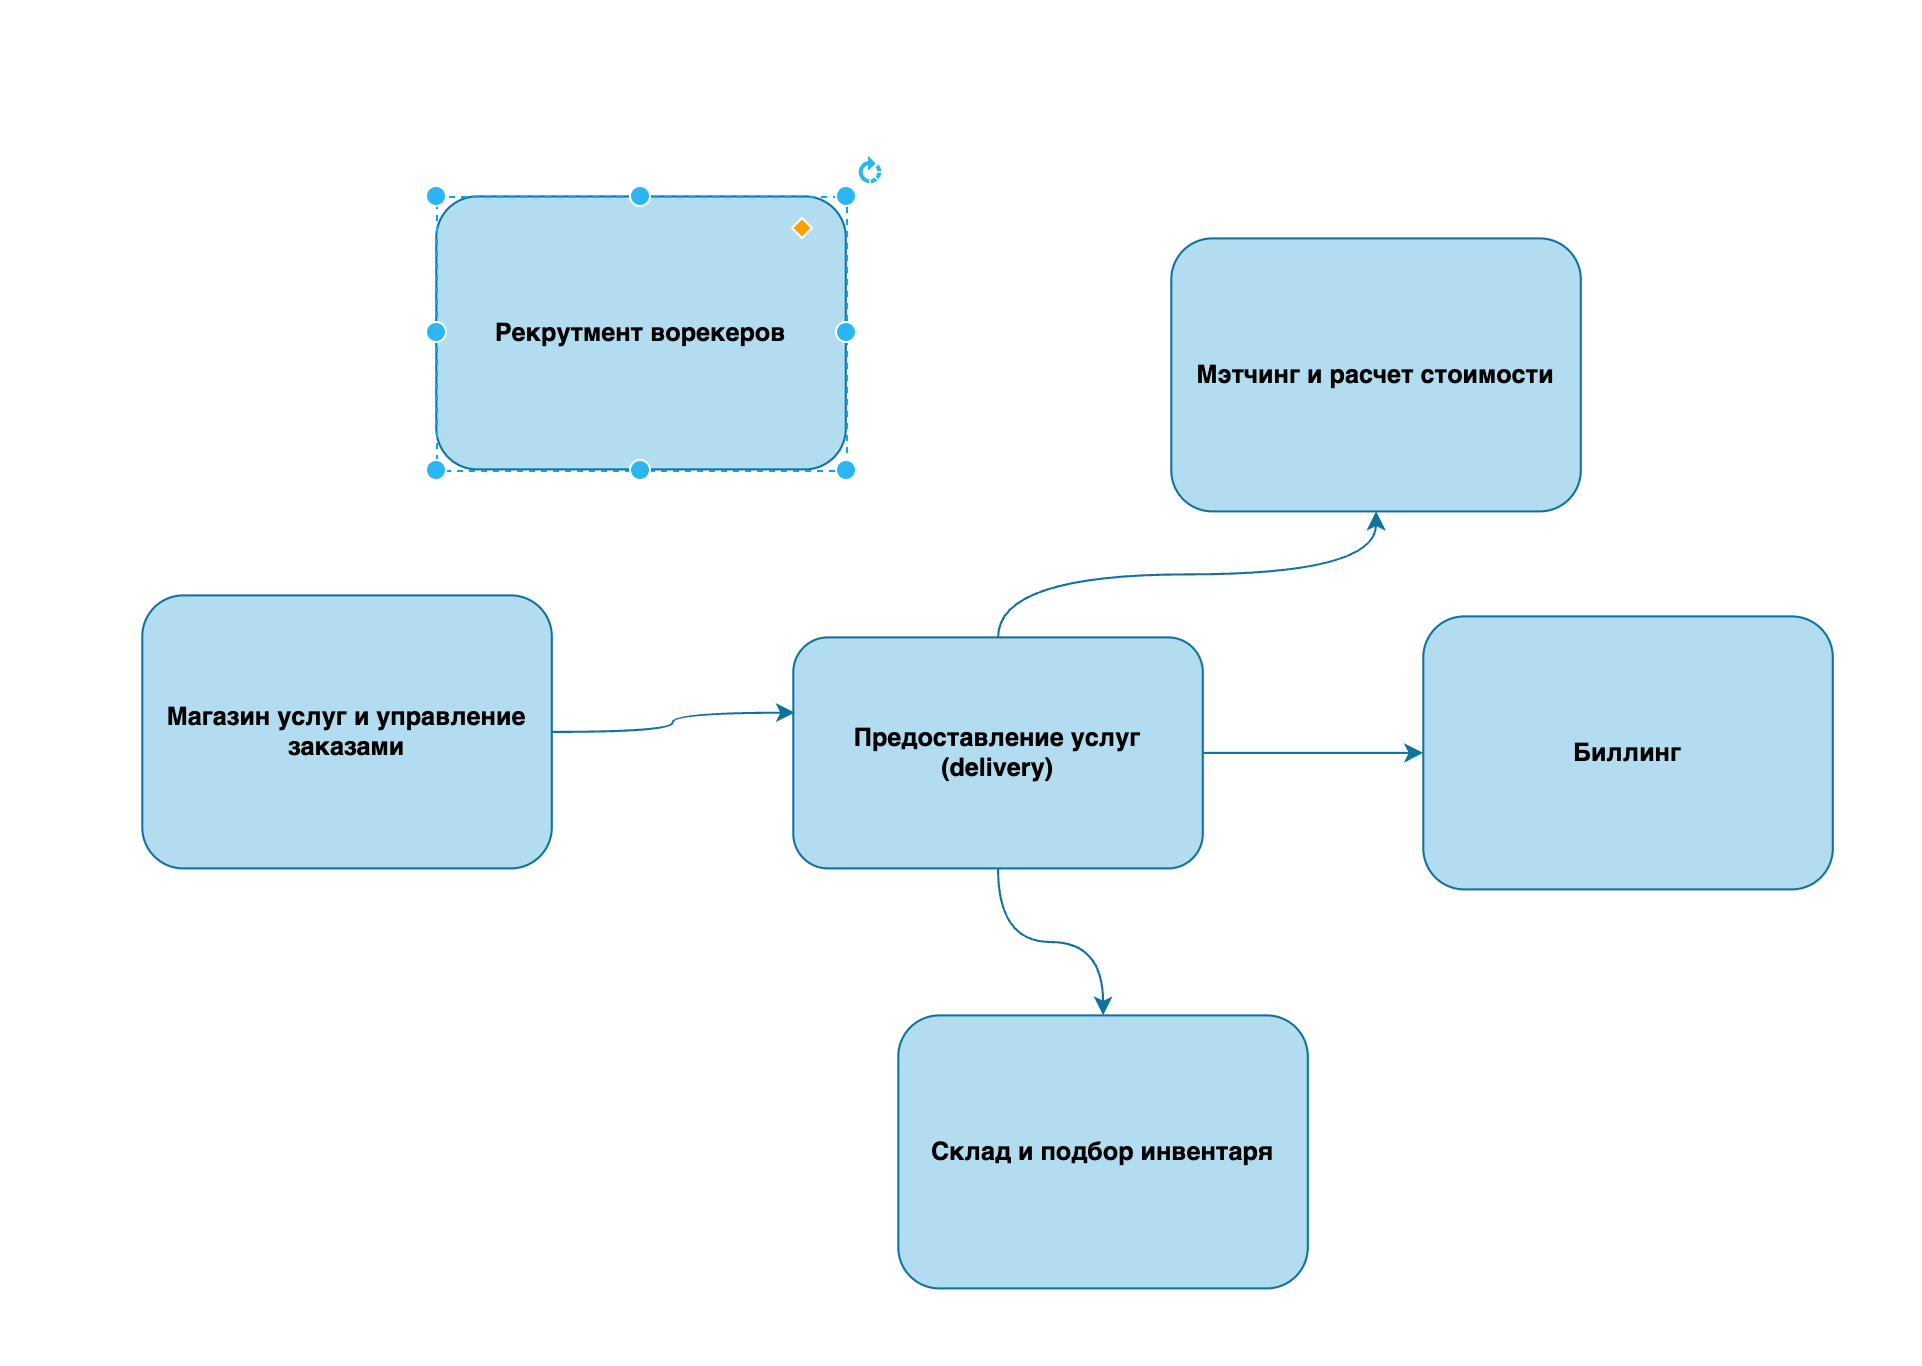 Рекрутмент ворекеров
Мэтчинг и расчет стоимости
Магазин услуг и управление
заказами
Предоставление услуг
(delivery)
Биллинг
Склад и подбор инвентаря